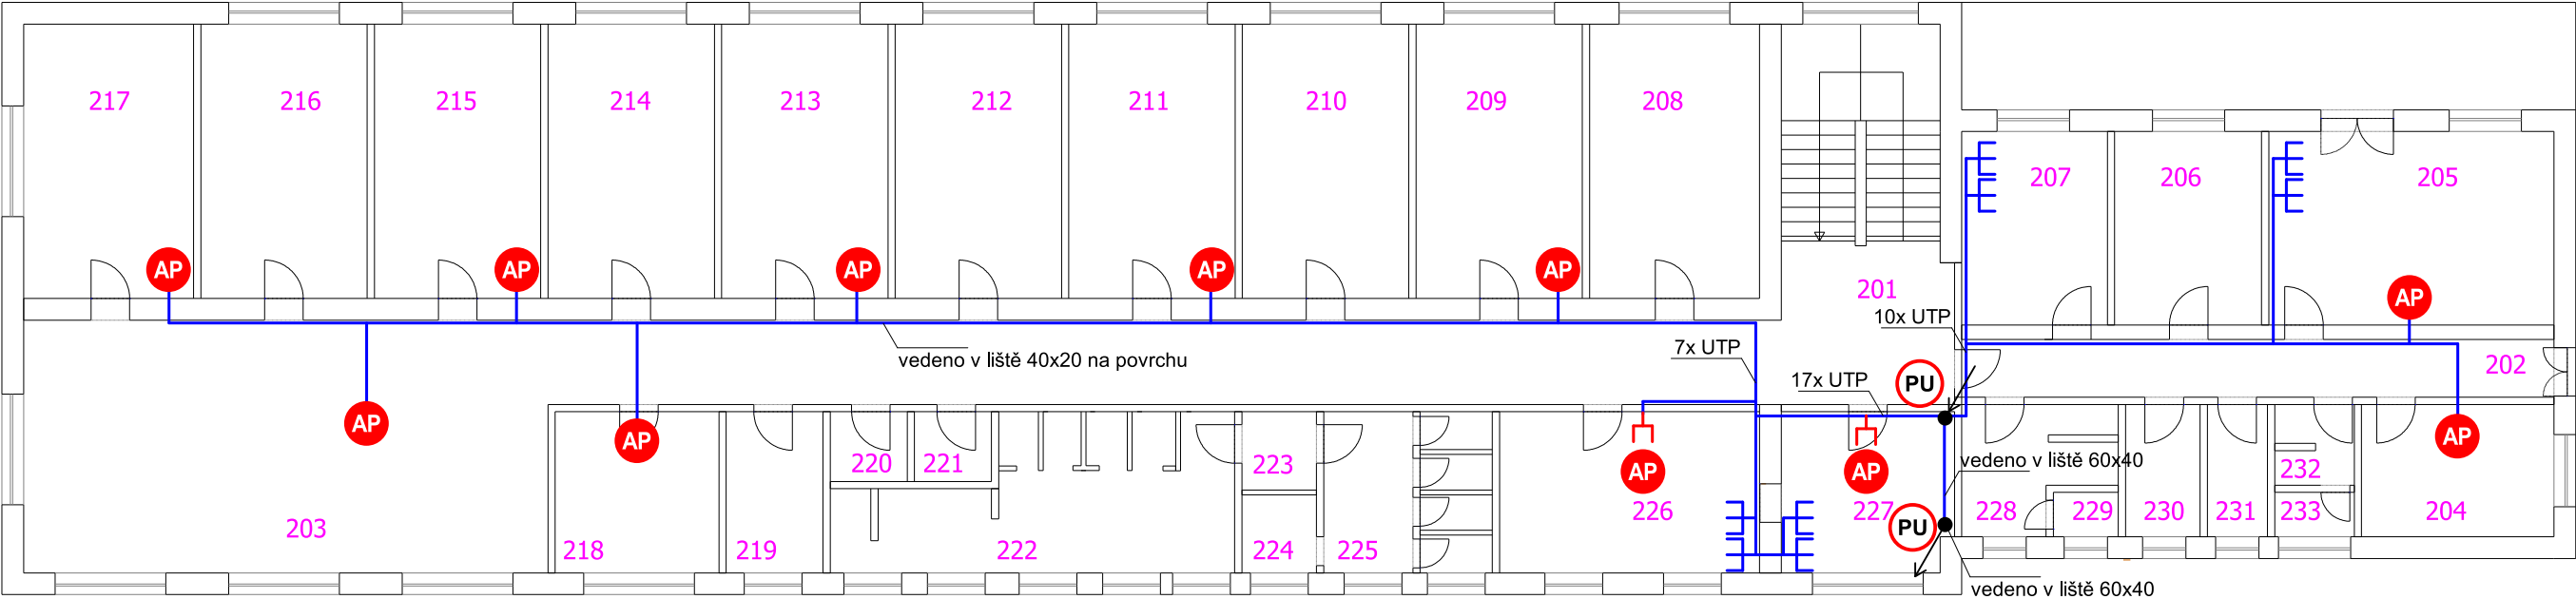 217
216
215
214
213
212
211
210
209
208
207
206
205
AP
AP
AP
AP
AP
201
AP
10x UTP
7x UTP
vedeno v liště 40x20 na povrchu
202
17x UTP
PU
AP
AP
AP
220
221
223
AP
AP
vedeno v liště 60x40
232
203
226
227
PU
228
229
230
231
233
204
218
219
222
224
225
vedeno v liště 60x40